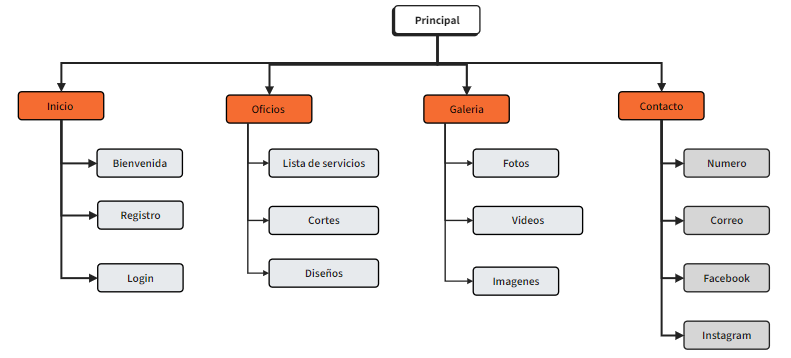 Principal
Inicio
Oficios
Galeria
Contacto
Bienvenida
Lista de servicios
Fotos
Numero
Registro
Cortes
Videos
Correo
Login
Diseños
Imagenes
Facebook
Instagram